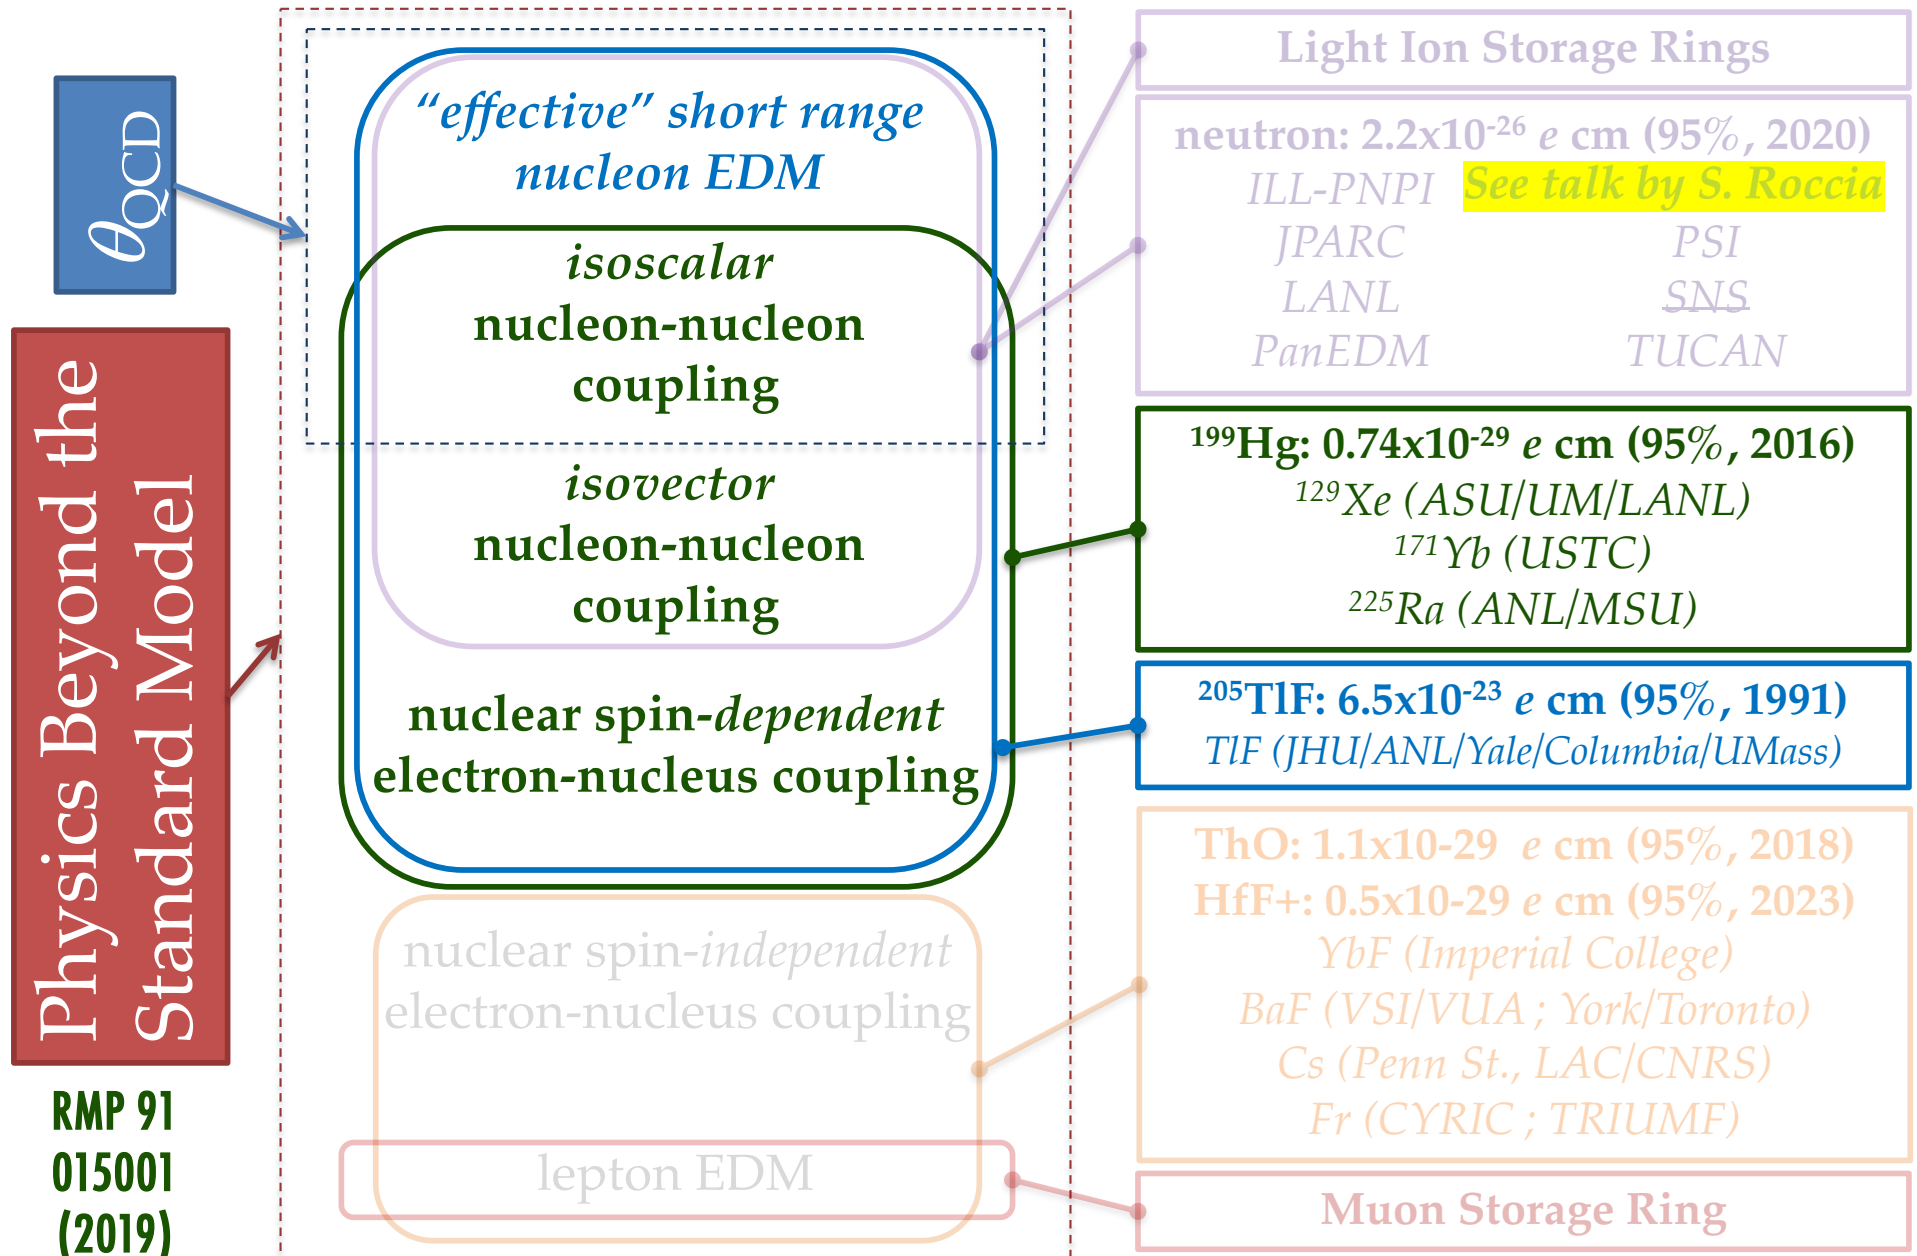 θQCD
Physics Beyond the
Standard Model
RMP 91
015001
(2019)
“effective” short range
nucleon EDM
isoscalar
nucleon-nucleon
coupling
isovector
nucleon-nucleon
coupling
nuclear spin-dependent
electron-nucleus coupling
nuclear spin-independent
electron-nucleus coupling
lepton EDM
Light Ion Storage Rings
neutron: 2.2x10⁻²⁶ e cm (95%, 2020)
ILL-PNPI See talk by S. Roccia
JPARC PSI
LANL SNS
PanEDM TUCAN
¹⁹⁹Hg: 0.74x10⁻²⁹ e cm (95%, 2016)
¹²⁹Xe (ASU/UM/LANL)
¹⁷¹Yb (USTC)
²²⁵Ra (ANL/MSU)
²⁰⁵TlF: 6.5x10⁻²³ e cm (95%, 1991)
TlF (JHU/ANL/Yale/Columbia/UMass)
ThO: 1.1x10-29 e cm (95%, 2018)
HfF+: 0.5x10-29 e cm (95%, 2023)
YbF (Imperial College)
BaF (VSI/VUA ; York/Toronto)
Cs (Penn St., LAC/CNRS)
Fr (CYRIC ; TRIUMF)
Muon Storage Ring